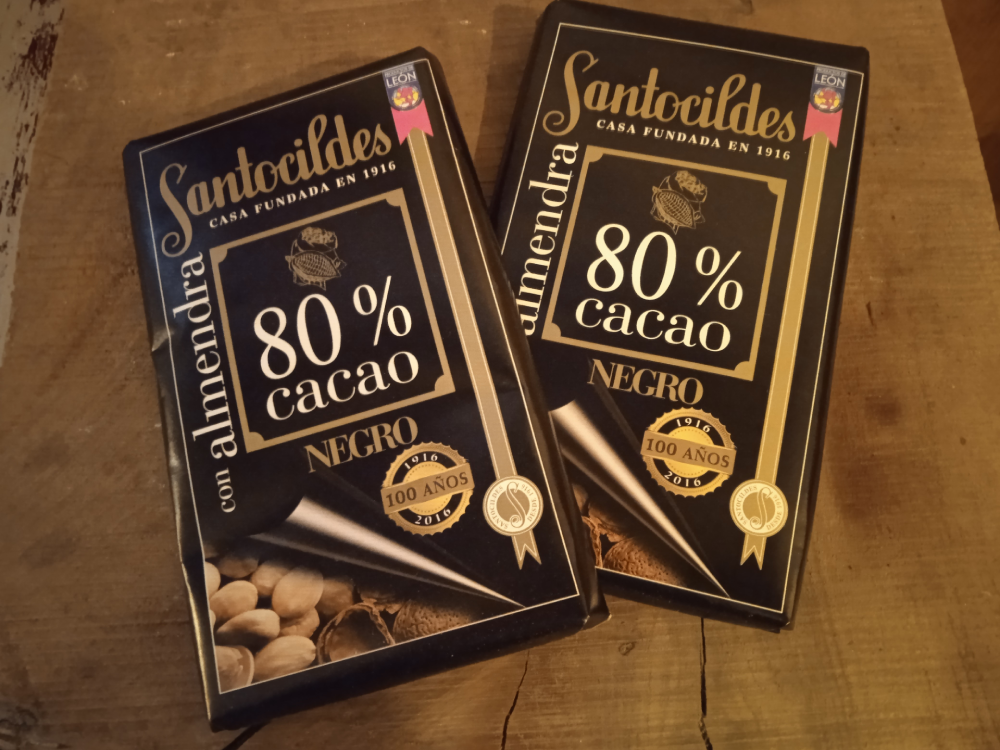 LEÓN
Santocildes
CASA FUNDADA EN 1916
con almendra
80 %
cacao
NEGRO
1916
100 AÑOS
2016
LEÓN
Santocildes
CASA FUNDADA EN 1916
almendra
80 %
cacao
NEGRO
1916
100 AÑOS
2016